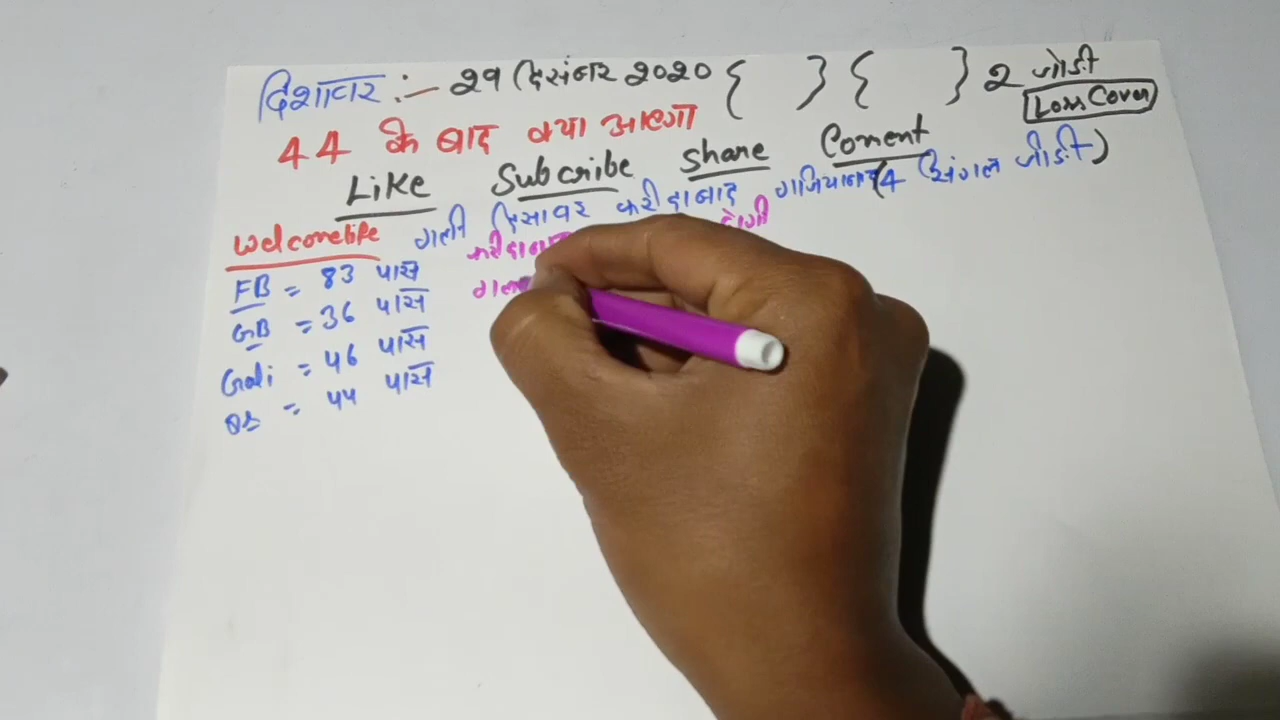 दिशावर :- 29 दिसंबर 2020 { } { } 2 जोडी
Loss Cover
44 के बाद क्या आएगा
Like Subscribe Share Coment
गली दिसावर फरीदाबाद गाजियाबाद (4 सिंगल जोडी)
Welcome life
फरीदाबाद
FB = 83 पास
GB = 36 पास
Gali = 46 पास
DS = 44 पास